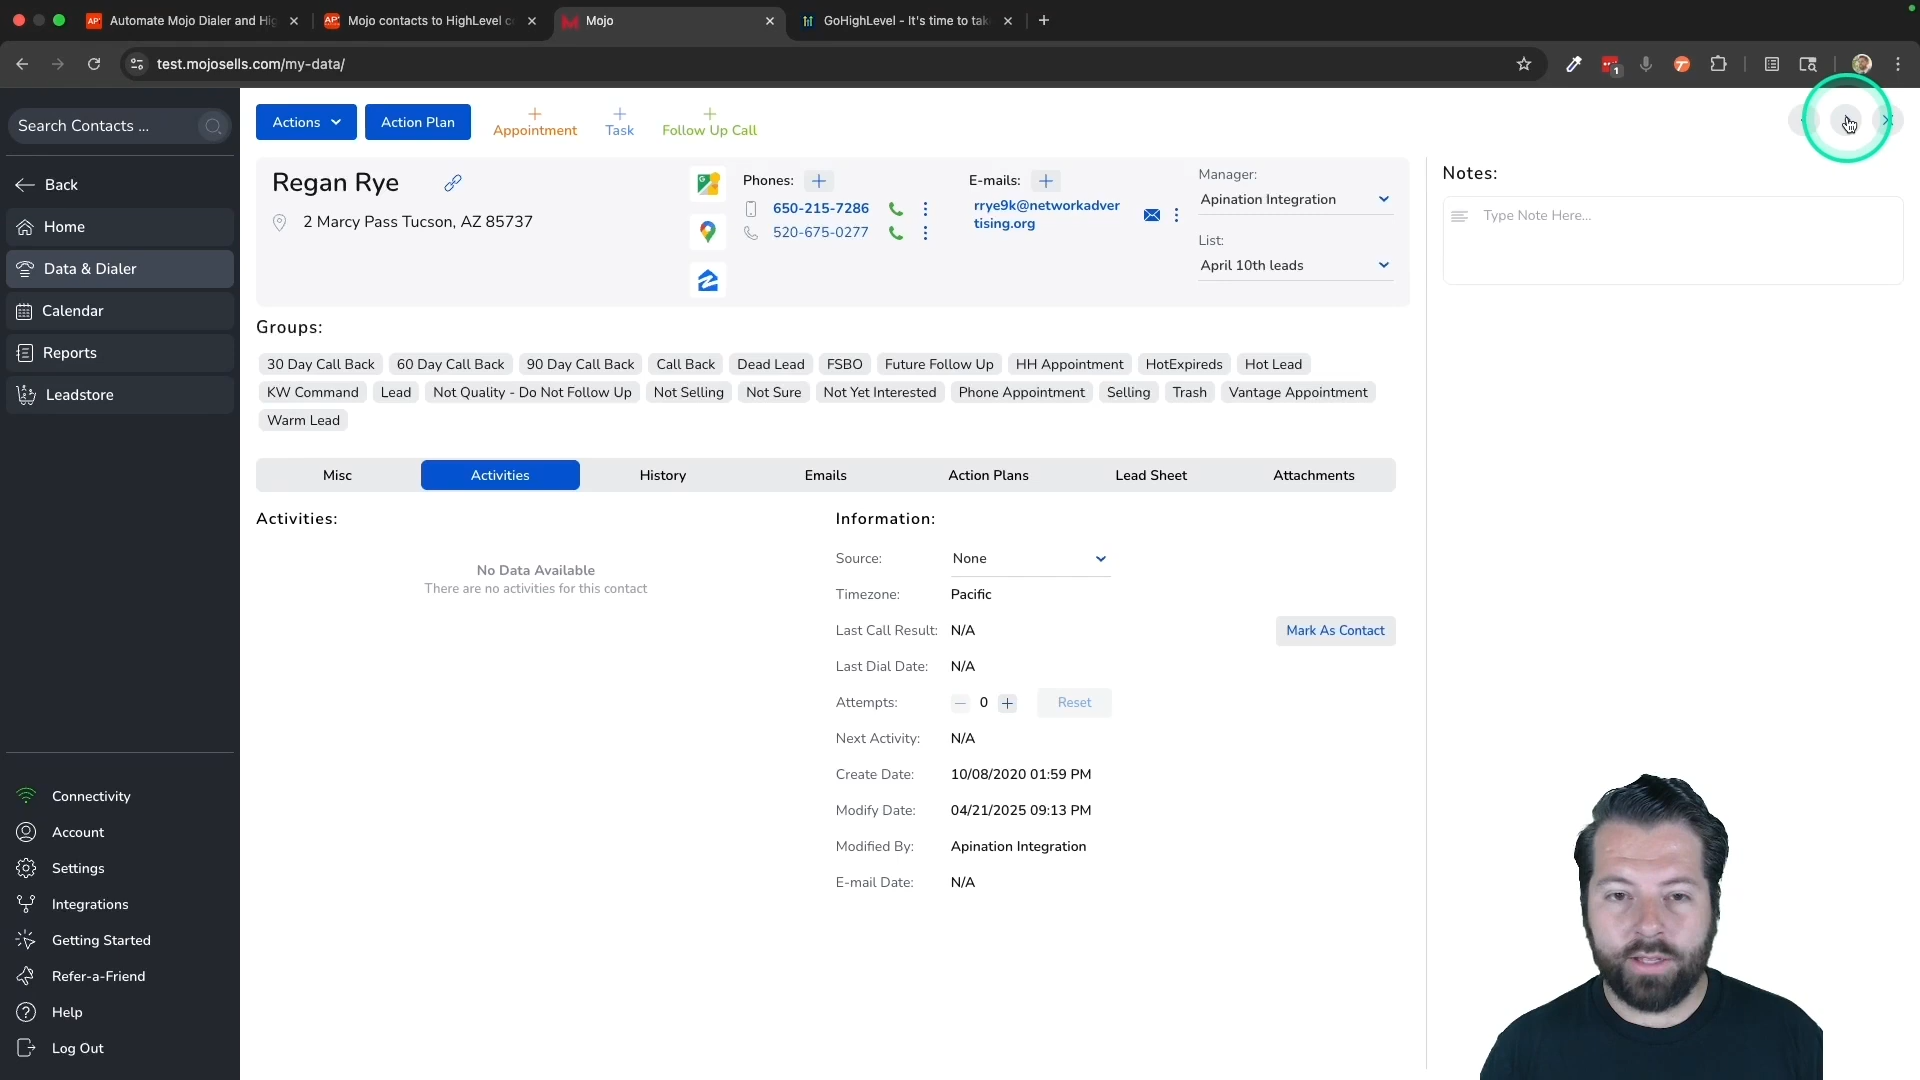 Automate Mojo Dialer and Hig
Mojo contacts to HighLevel co
Mojo
GoHighLevel - It's time to tak
test.mojosells.com/my-data/
1
Search Contacts ...
Back
Home
Data & Dialer
Calendar
Reports
Leadstore
Connectivity
Account
Settings
Integrations
Getting Started
Refer-a-Friend
Help
Log Out
Actions
Action Plan
Appointment
Task
Follow Up Call
Regan Rye
2 Marcy Pass Tucson, AZ 85737
Phones:
650-215-7286
520-675-0277
E-mails:
rrye9k@networkadver
tising.org
Manager:
Apination Integration
List:
April 10th leads
Notes:
Type Note Here...
Groups:
30 Day Call Back 60 Day Call Back 90 Day Call Back Call Back Dead Lead FSBO Future Follow Up HH Appointment HotExpireds Hot Lead
KW Command Lead Not Quality - Do Not Follow Up Not Selling Not Sure Not Yet Interested Phone Appointment Selling Trash Vantage Appointment
Warm Lead
Misc Activities History Emails Action Plans Lead Sheet Attachments
Activities:
No Data Available
There are no activities for this contact
Information:
Source: None
Timezone: Pacific
Last Call Result: N/A
Mark As Contact
Last Dial Date: N/A
Attempts: 0 Reset
Next Activity: N/A
Create Date: 10/08/2020 01:59 PM
Modify Date: 04/21/2025 09:13 PM
Modified By: Apination Integration
E-mail Date: N/A